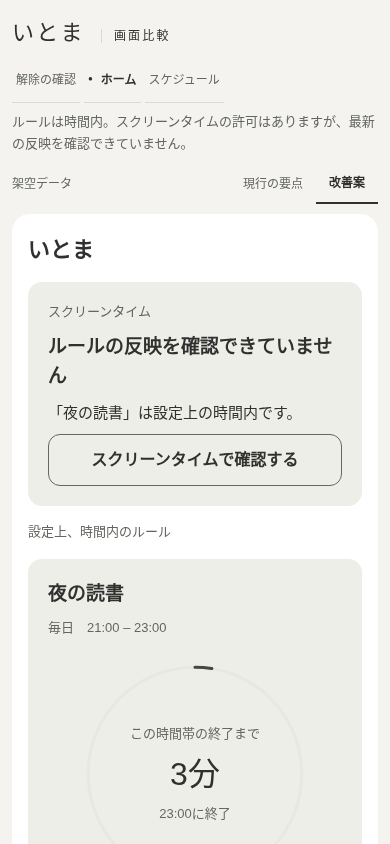 いとま
画面比較
解除の確認 • ホーム スケジュール
ルールは時間内。スクリーンタイムの許可はありますが、最新
の反映を確認できていません。
架空データ 現行の要点 改善案
いとま
スクリーンタイム
ルールの反映を確認できていませ
ん
「夜の読書」は設定上の時間内です。
スクリーンタイムで確認する
設定上、時間内のルール
夜の読書
毎日 21:00 – 23:00
この時間帯の終了まで
3分
23:00に終了